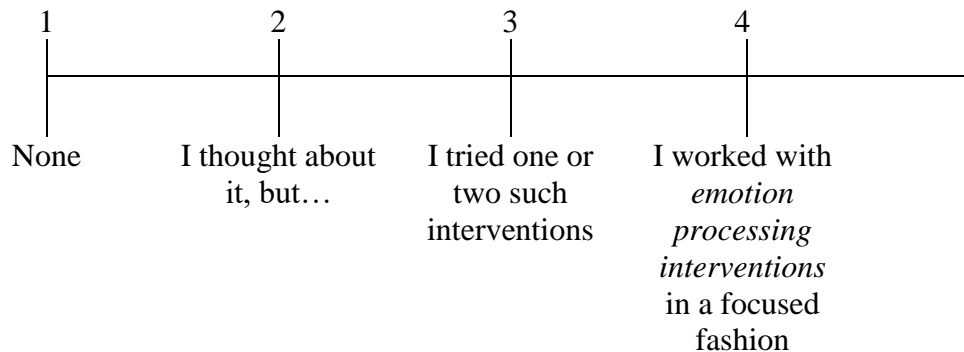 1 2 3 4
None I thought about I tried one or I worked with
it, but… two such emotion
interventions processing
interventions
in a focused
fashion